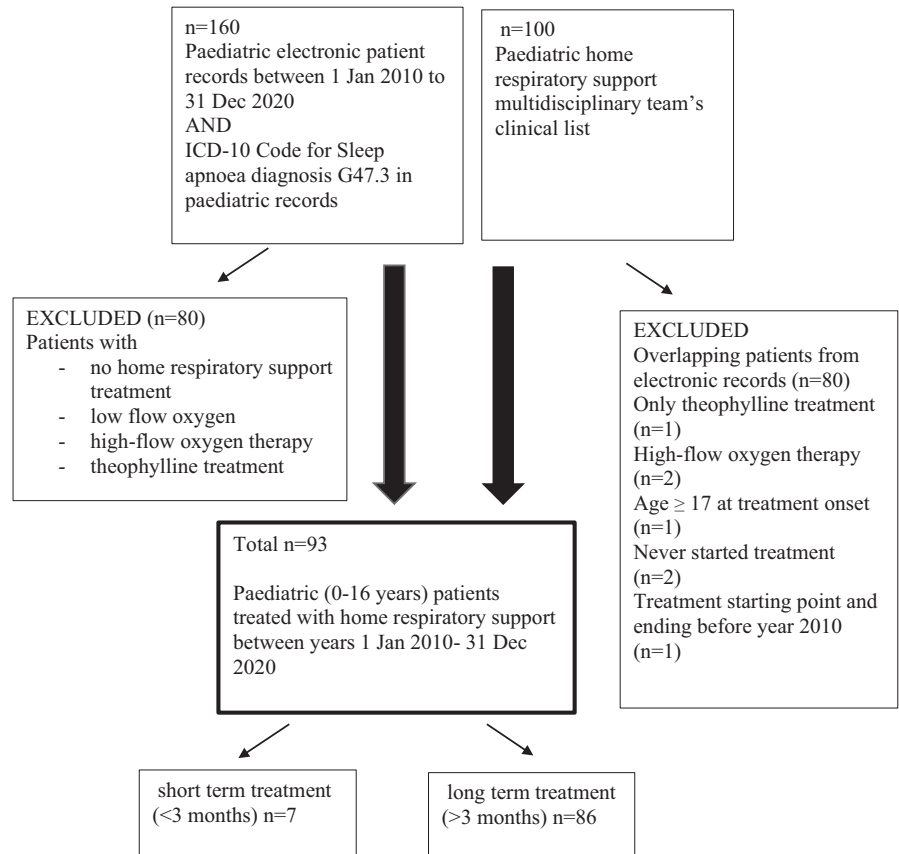 n=160
Paediatric electronic patient
records between 1 Jan 2010 to
31 Dec 2020
AND
ICD-10 Code for Sleep
apnoea diagnosis G47.3 in
paediatric records
n=100
Paediatric home
respiratory support
multidisciplinary team’s
clinical list
EXCLUDED (n=80)
Patients with
- no home respiratory support
treatment
- low flow oxygen
- high-flow oxygen therapy
- theophylline treatment
EXCLUDED
Overlapping patients from
electronic records (n=80)
Only theophylline treatment
(n=1)
High-flow oxygen therapy
(n=2)
Age ≥ 17 at treatment onset
(n=1)
Never started treatment
(n=2)
Treatment starting point and
ending before year 2010
(n=1)
Total n=93
Paediatric (0-16 years) patients
treated with home respiratory support
between years 1 Jan 2010- 31 Dec
2020
short term treatment
(<3 months) n=7
long term treatment
(>3 months) n=86